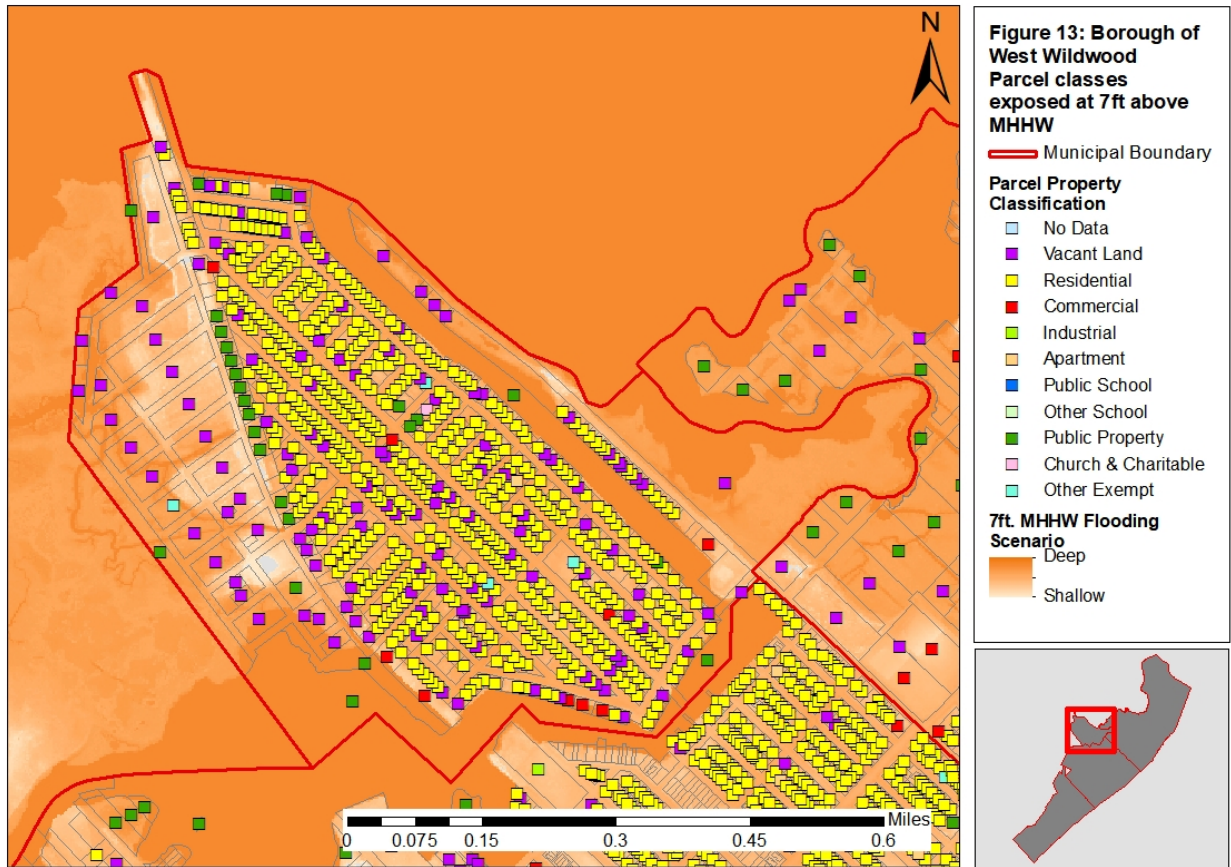 N
Figure 13: Borough of
West Wildwood
Parcel classes
exposed at 7ft above
MHHW
Municipal Boundary
Parcel Property
Classification
No Data
Vacant Land
Residential
Commercial
Industrial
Apartment
Public School
Other School
Public Property
Church & Charitable
Other Exempt
7ft. MHHW Flooding
Scenario
Deep
Shallow
Miles
0 0.075 0.15 0.3 0.45 0.6